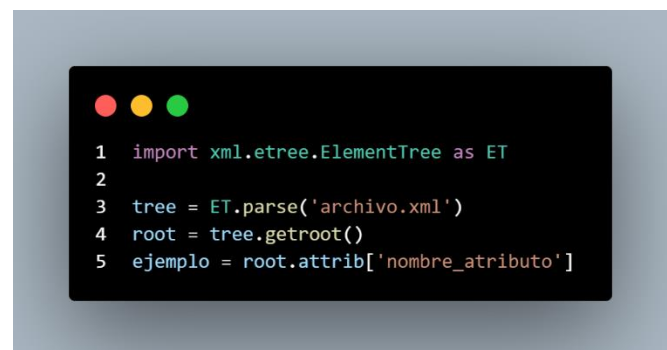 1 import xml.etree.ElementTree as ET
2
3 tree = ET.parse('archivo.xml')
4 root = tree.getroot()
5 ejemplo = root.attrib['nombre_atributo']